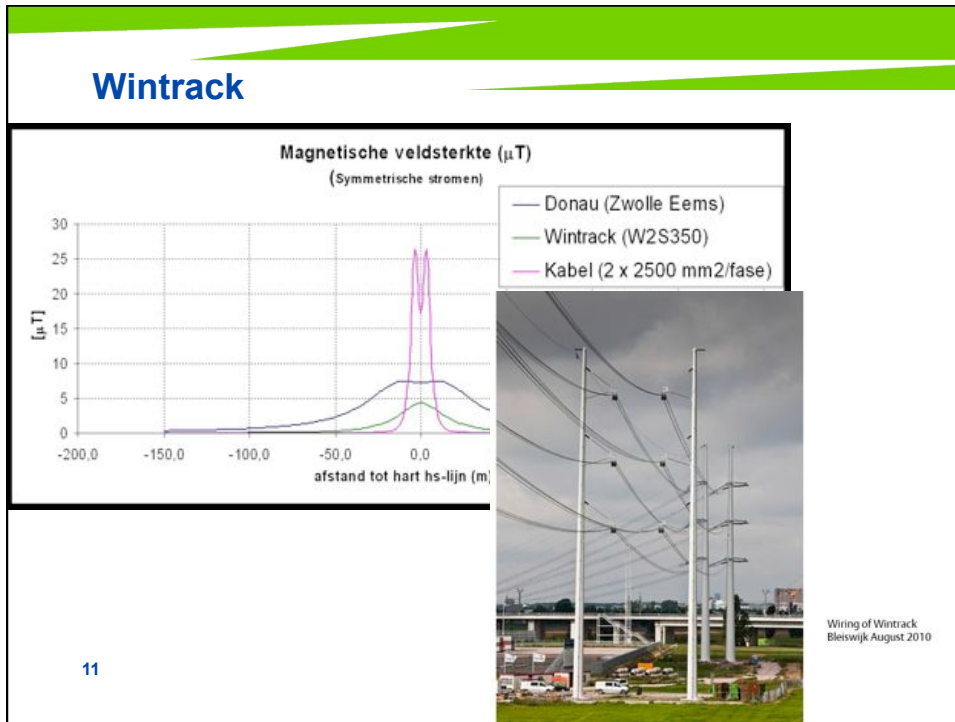 Wintrack
Magnetische veldsterkte (µT)
(Symmetrische stromen)
Donau (Zwolle Eems)
Wintrack (W2S350)
Kabel (2 x 2500 mm2/fase)
30
25
20
15
10
5
0
[µT]
-200,0 -150,0 -100,0 -50,0 0,0
afstand tot hart hs-lijn (m)
Wiring of Wintrack
Bleiswijk August 2010
11